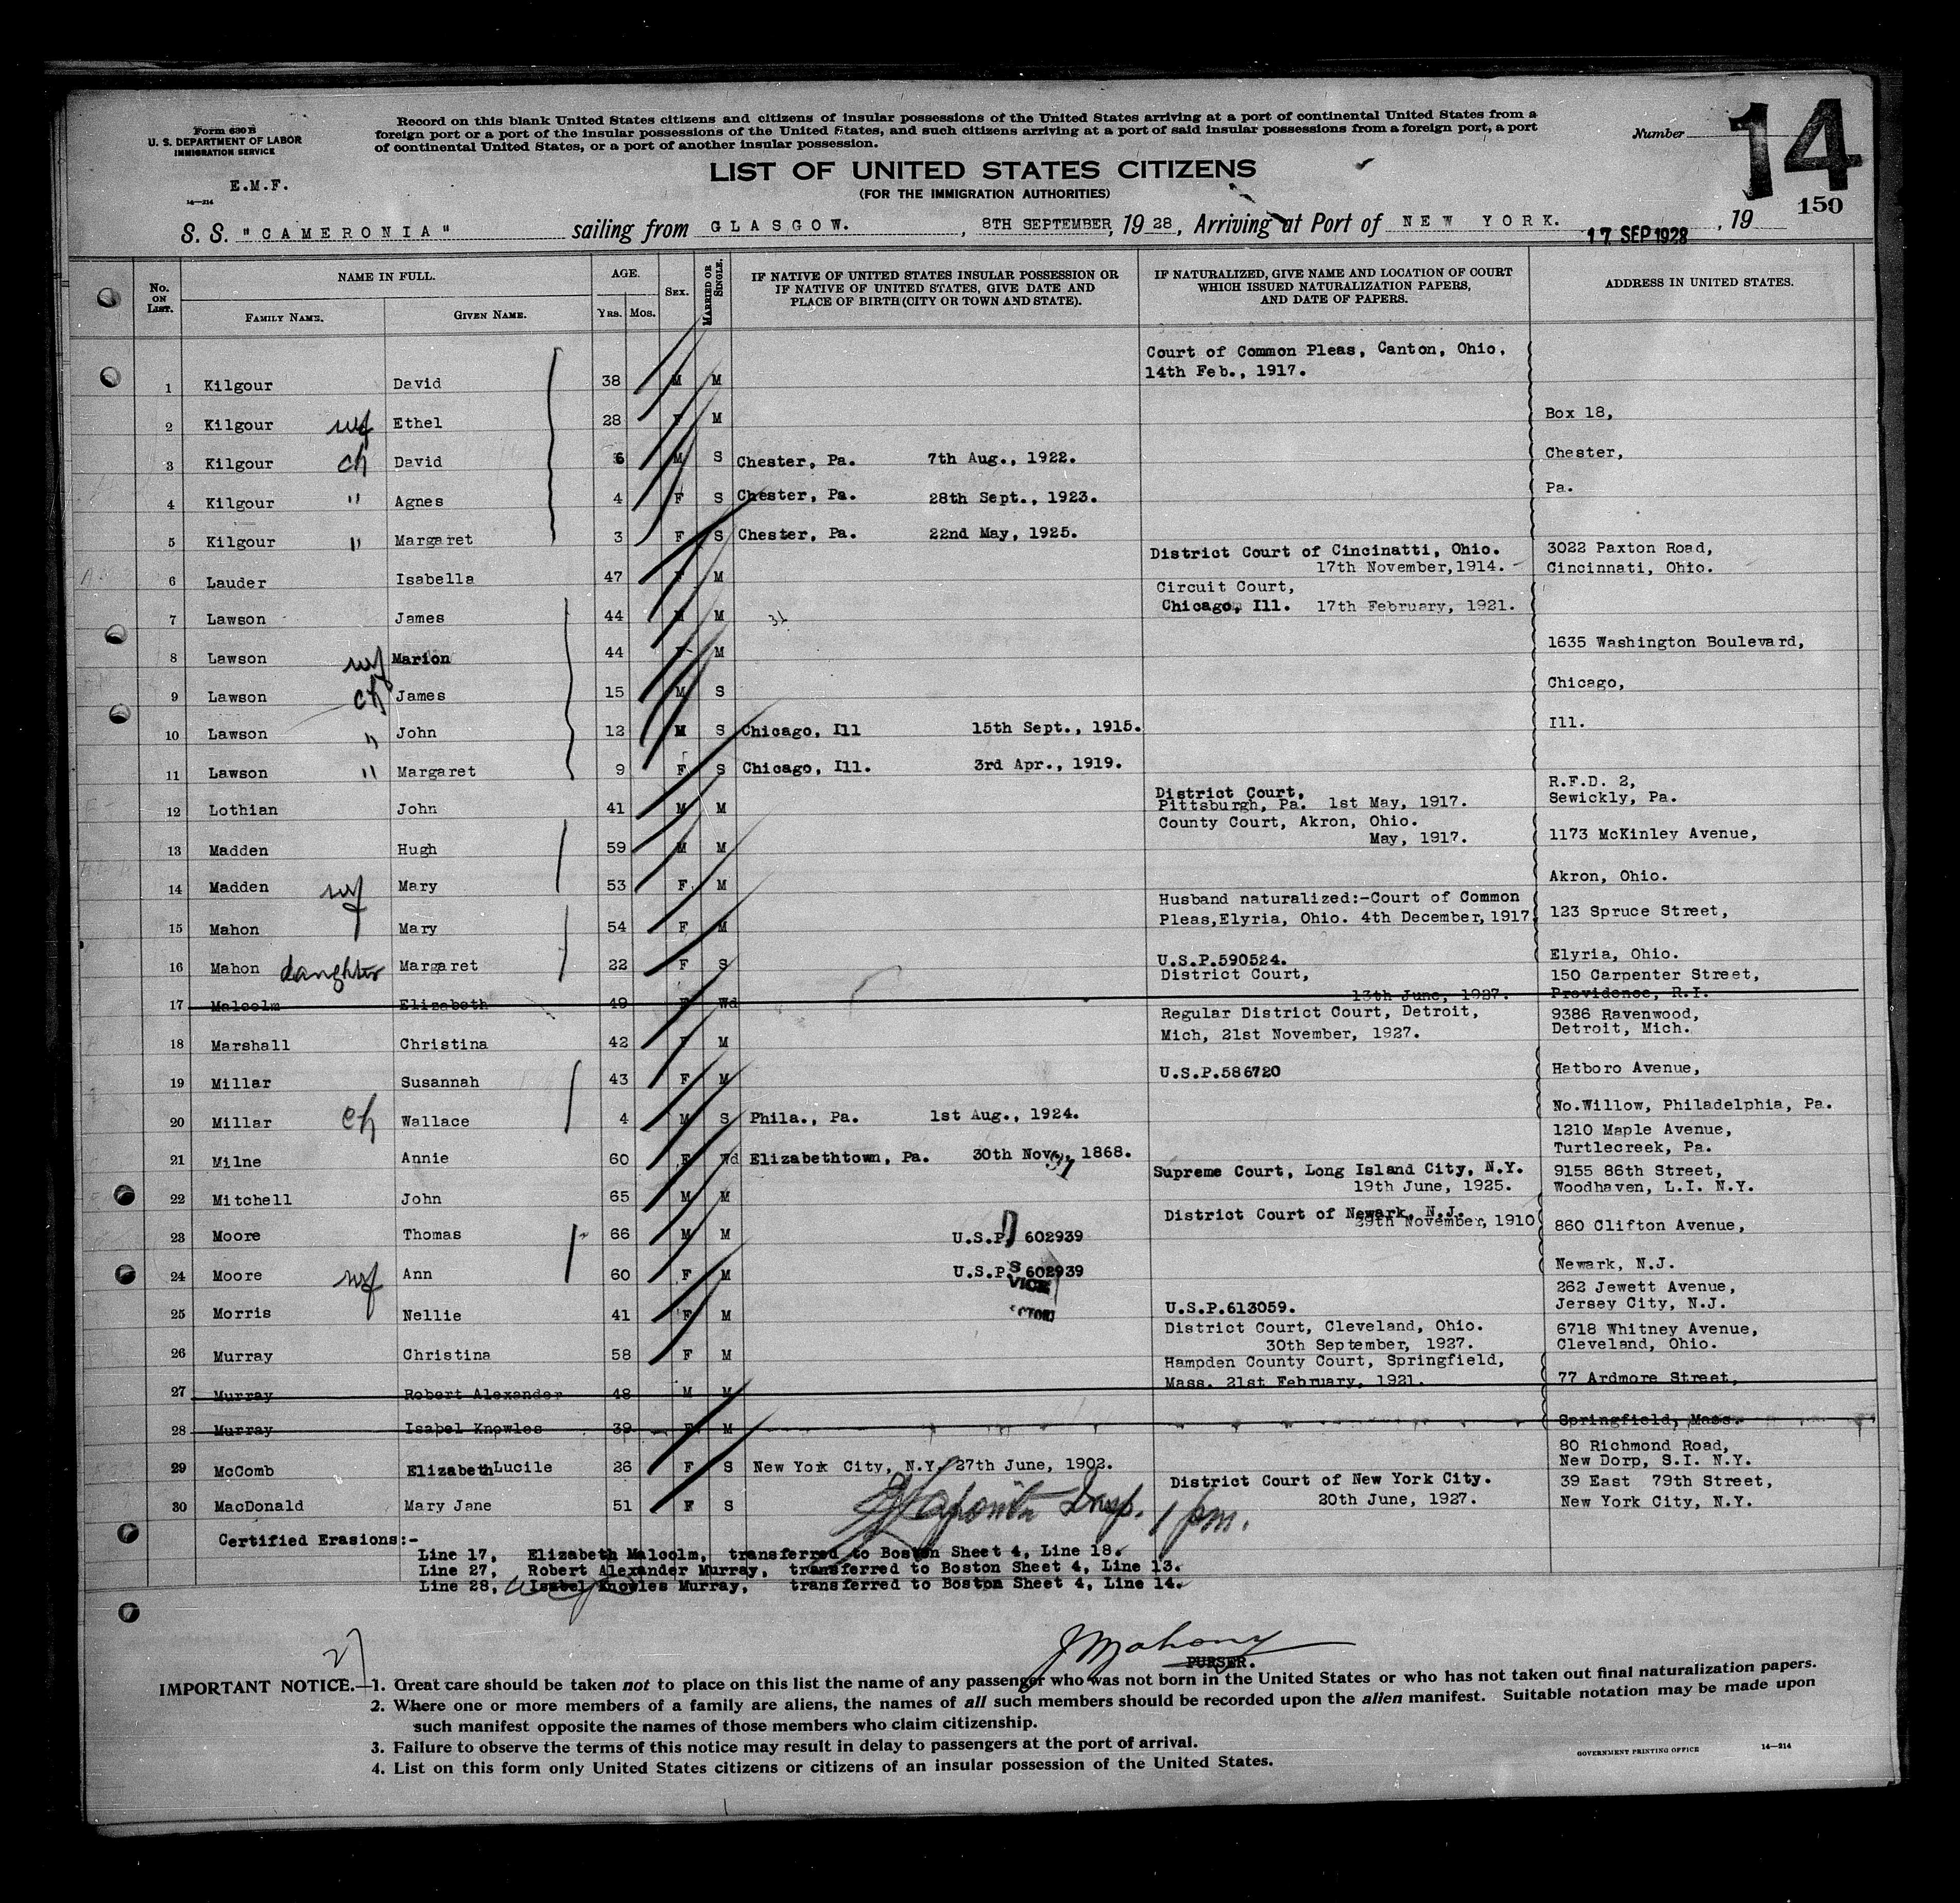 Form 630 B
U. S. DEPARTMENT OF LABOR
IMMIGRATION SERVICE
E.M.F.
14—214
Record on this blank United States citizens and citizens of insular possessions of the United States arriving at a port of continental United States from a
foreign port or a port of the insular possessions of the United States, and such citizens arriving at a port of said insular possessions from a foreign port, a port
of continental United States, or a port of another insular possession.
Number 14
150
LIST OF UNITED STATES CITIZENS
(FOR THE IMMIGRATION AUTHORITIES)
S. S. "CAMERONIA" sailing from GLASGOW. , 8TH SEPTEMBER, 19 28, Arriving at Port of NEW YORK. 17 SEP 1928 , 19
No. ON LIST. NAME IN FULL. FAMILY NAME. GIVEN NAME. AGE. YRS. MOS. SEX. MARRIED OR SINGLE. IF NATIVE OF UNITED STATES INSULAR POSSESSION OR IF NATIVE OF UNITED STATES, GIVE DATE AND PLACE OF BIRTH (CITY OR TOWN AND STATE). IF NATURALIZED, GIVE NAME AND LOCATION OF COURT WHICH ISSUED NATURALIZATION PAPERS, AND DATE OF PAPERS. ADDRESS IN UNITED STATES.
Court of Common Pleas, Canton, Ohio.
1 Kilgour David 38 M M 14th Feb., 1917.
2 Kilgour wf Ethel 28 F M Box 18,
3 Kilgour ch David 6 M S Chester, Pa. 7th Aug., 1922. Chester,
4 Kilgour " Agnes 4 F S Chester, Pa. 28th Sept., 1923. Pa.
5 Kilgour " Margaret 3 F S Chester, Pa. 22nd May, 1925.
District Court of Cincinatti, Ohio. 3022 Paxton Road,
6 Lauder Isabella 47 F M 17th November, 1914. Cincinnati, Ohio.
Circuit Court,
7 Lawson James 44 M M Chicago, Ill. 17th February, 1921.
8 Lawson wf Marion 44 F M 1635 Washington Boulevard,
9 Lawson ch James 15 M S Chicago,
10 Lawson " John 12 M S Chicago, Ill 15th Sept., 1915. Ill.
11 Lawson " Margaret 9 F S Chicago, Ill. 3rd Apr., 1919.
District Court, R.F.D. 2,
12 Lothian John 41 M M Pittsburgh, Pa. 1st May, 1917. Sewickly, Pa.
County Court, Akron, Ohio.
13 Madden Hugh 59 M M May, 1917. 1173 McKinley Avenue,
14 Madden wf Mary 53 F M Akron, Ohio.
Husband naturalized:-Court of Common
15 Mahon Mary 54 F M Pleas, Elyria, Ohio. 4th December, 1917 123 Spruce Street,
16 Mahon daughter Margaret 22 F S U.S.P.590524. Elyria, Ohio.
District Court, 150 Carpenter Street,
17 Malcolm Elizabeth 49 F Wd 13th June, 1927. Providence, R.I.
Regular District Court, Detroit, 9386 Ravenwood,
18 Marshall Christina 42 F M Mich, 21st November, 1927. Detroit, Mich.
19 Millar Susannah 43 F M U.S.P.586720 Hatboro Avenue,
20 Millar ch Wallace 4 M S Phila., Pa. 1st Aug., 1924. No.Willow, Philadelphia, Pa.
1210 Maple Avenue,
21 Milne Annie 60 F Wd Elizabethtown, Pa. 30th Nov., 1868. Turtlecreek, Pa.
Supreme Court, Long Island City, N.Y. 9155 86th Street,
22 Mitchell John 65 M M 19th June, 1925. Woodhaven, L.I. N.Y.
District Court of Newark, N.J.
23 Moore Thomas 66 M M U.S.P. 602939 29th November, 1910 860 Clifton Avenue,
24 Moore wf Ann 60 F M U.S.P. 602939 Newark, N.J.
262 Jewett Avenue,
25 Morris Nellie 41 F M U.S.P.613059. Jersey City, N.J.
District Court, Cleveland, Ohio. 6718 Whitney Avenue,
26 Murray Christina 58 F M 30th September, 1927. Cleveland, Ohio.
Hampden County Court, Springfield,
27 Murray Robert Alexander 48 M M Mass. 21st February, 1921. 77 Ardmore Street,
28 Murray Isabel Knowles 39 F M Springfield, Mass.
80 Richmond Road,
29 McComb Elizabeth Lucile 26 F S New York City, N.Y. 27th June, 1902. New Dorp, S.I. N.Y.
District Court of New York City. 39 East 79th Street,
30 MacDonald Mary Jane 51 F S 20th June, 1927. New York City, N.Y.
Insp. 1 pm.
Certified Erasions:-
Line 17, Elizabeth Malcolm, transferred to Boston Sheet 4, Line 18.
Line 27, Robert Alexander Murray, transferred to Boston Sheet 4, Line 13.
Line 28, Isabel Knowles Murray, transferred to Boston Sheet 4, Line 14.
JMahony
PURSER.
27
IMPORTANT NOTICE.—1. Great care should be taken not to place on this list the name of any passenger who was not born in the United States or who has not taken out final naturalization papers.
2. Where one or more members of a family are aliens, the names of all such members should be recorded upon the alien manifest. Suitable notation may be made upon
such manifest opposite the names of those members who claim citizenship.
3. Failure to observe the terms of this notice may result in delay to passengers at the port of arrival.
4. List on this form only United States citizens or citizens of an insular possession of the United States.
GOVERNMENT PRINTING OFFICE 14—214